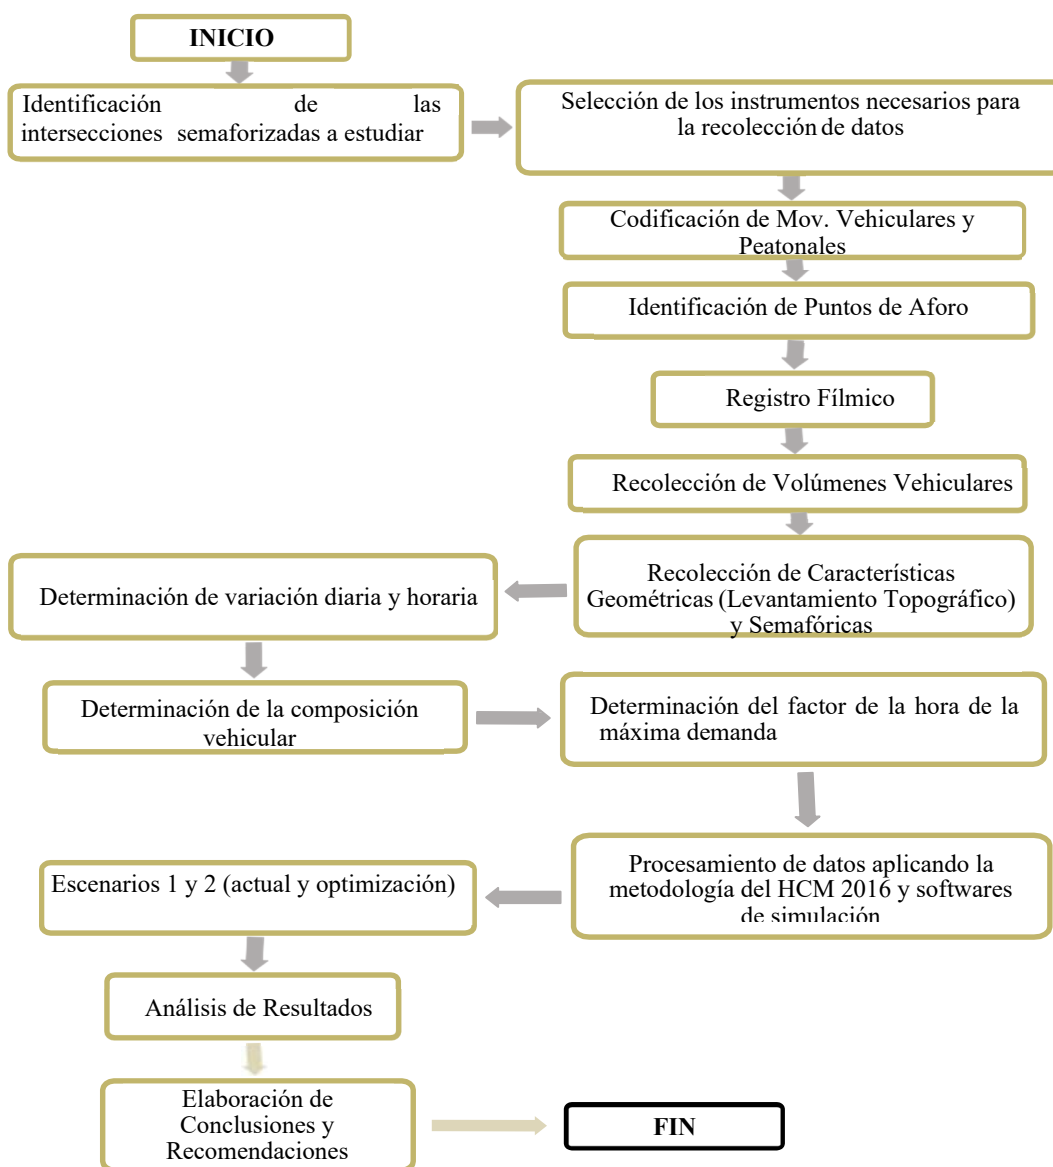 INICIO
Identificación de las
intersecciones semaforizadas a estudiar
Selección de los instrumentos necesarios para
la recolección de datos
Codificación de Mov. Vehiculares y
Peatonales
Identificación de Puntos de Aforo
Registro Fílmico
Recolección de Volúmenes Vehiculares
Recolección de Características
Geométricas (Levantamiento Topográfico)
y Semafóricas
Determinación de variación diaria y horaria
Determinación de la composición
vehicular
Determinación del factor de la hora de la
máxima demanda
Procesamiento de datos aplicando la
metodología del HCM 2016 y softwares
de simulación
Escenarios 1 y 2 (actual y optimización)
Análisis de Resultados
Elaboración de
Conclusiones y
Recomendaciones
FIN